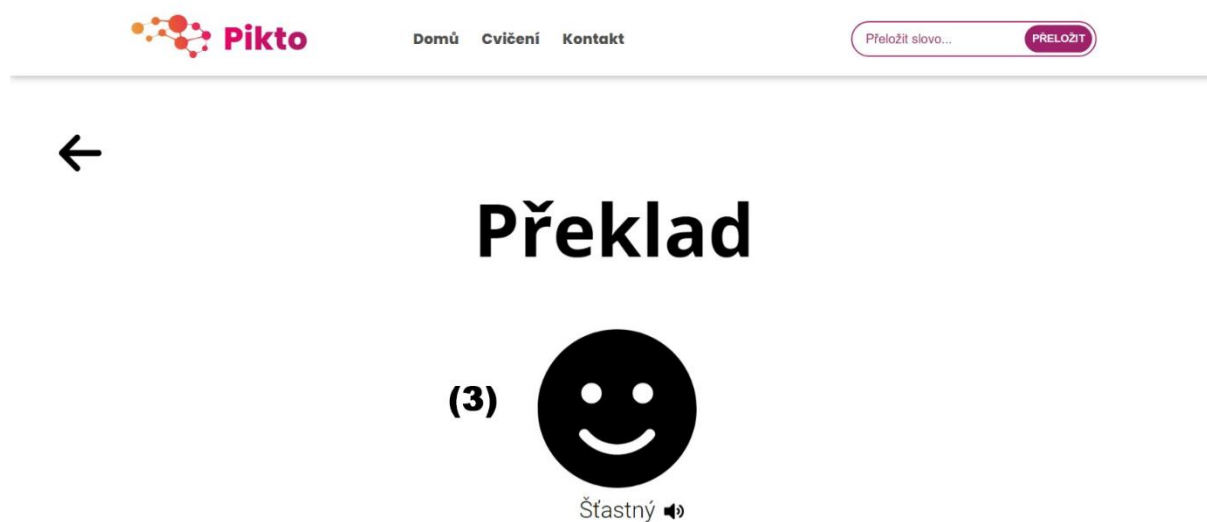 Pikto
Domů Cvičení Kontakt
Přeložit slovo... PŘELOŽIT
Překlad
(3)
Šťastný